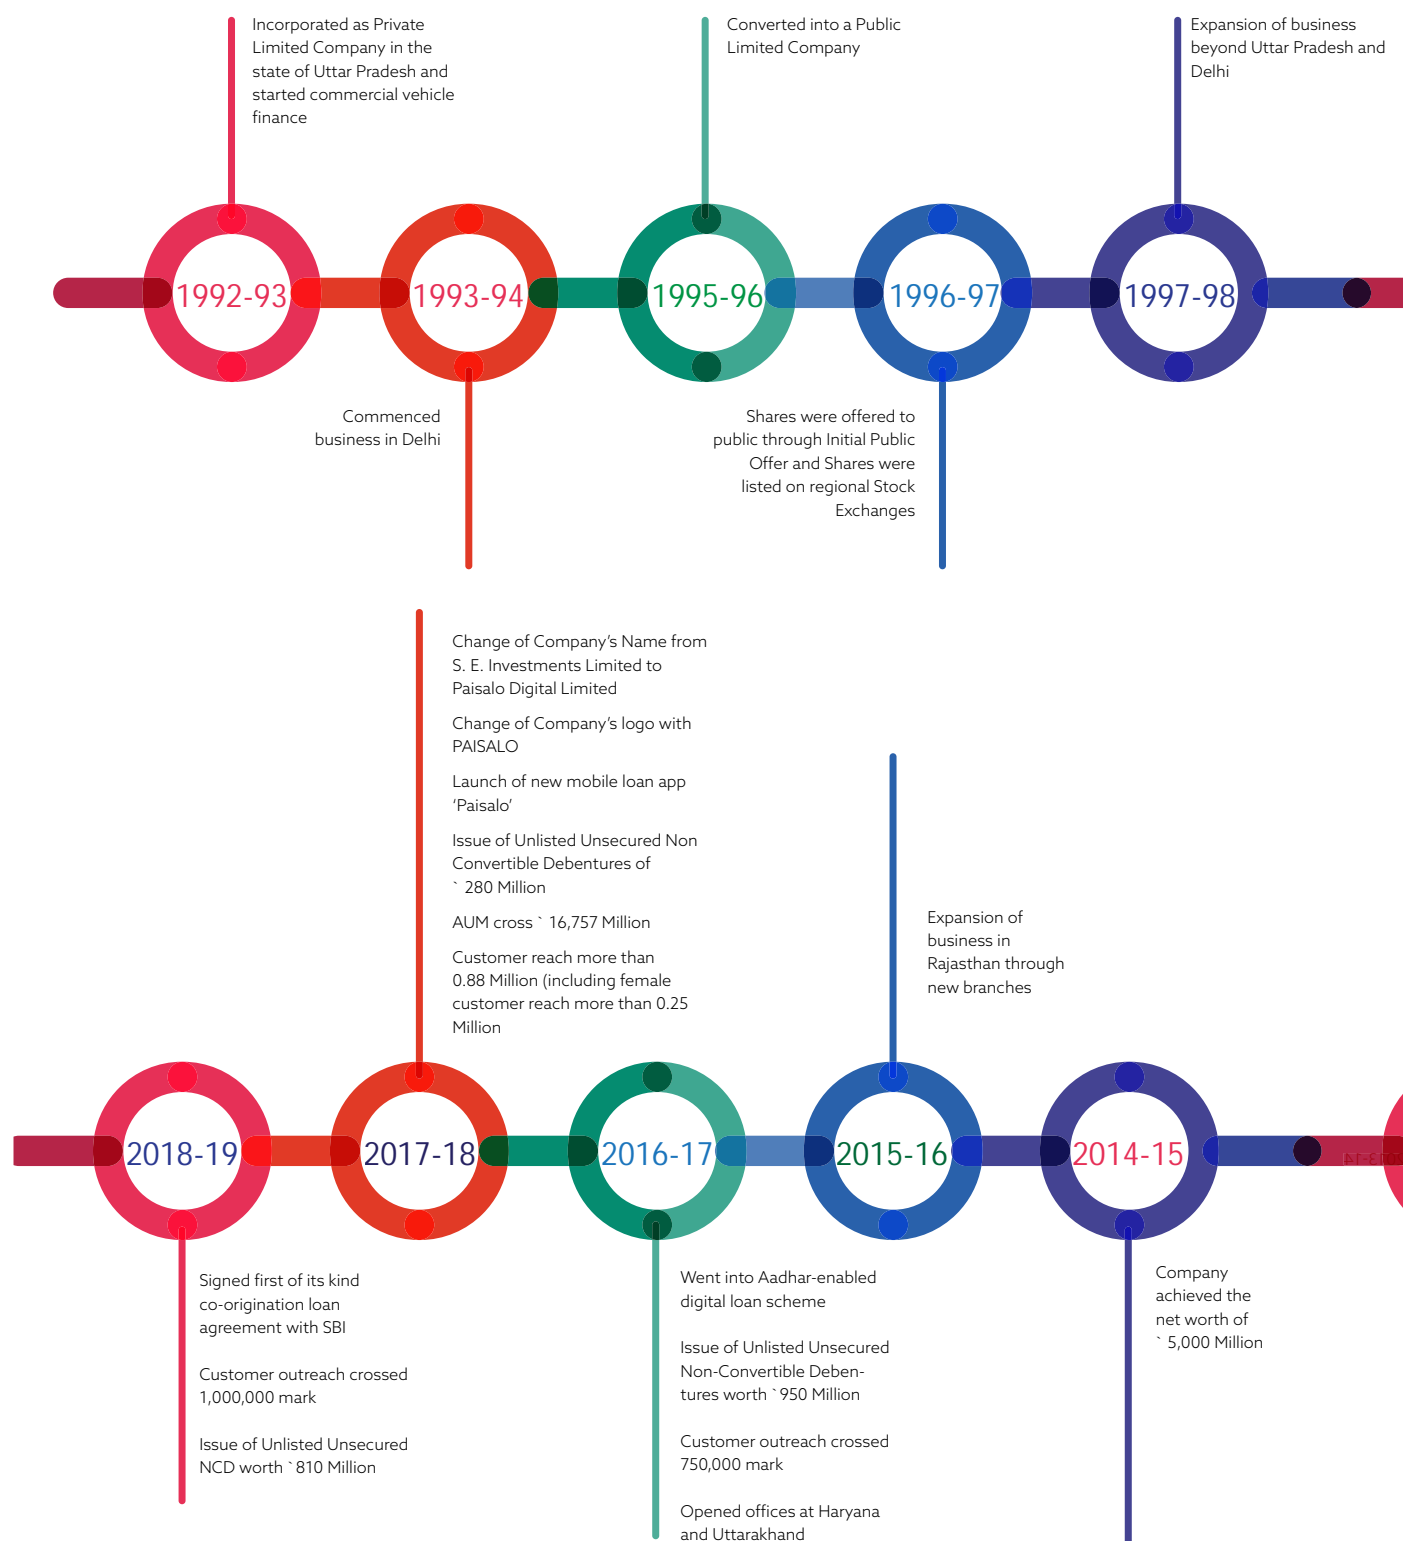 Incorporated as Private
Limited Company in the
state of Uttar Pradesh and
started commercial vehicle
finance
Converted into a Public
Limited Company
Expansion of business
beyond Uttar Pradesh and
Delhi
1992-93
1993-94
1995-96
1996-97
1997-98
Commenced
business in Delhi
Shares were offered to
public through Initial Public
Offer and Shares were
listed on regional Stock
Exchanges
Change of Company's Name from
S. E. Investments Limited to
Paisalo Digital Limited
Change of Company's logo with
PAISALO
Launch of new mobile loan app
'Paisalo'
Issue of Unlisted Unsecured Non
Convertible Debentures of
` 280 Million
AUM cross ` 16,757 Million
Customer reach more than
0.88 Million (including female
customer reach more than 0.25
Million
Expansion of
business in
Rajasthan through
new branches
2018-19
2017-18
2016-17
2015-16
2014-15
Signed first of its kind
co-origination loan
agreement with SBI
Customer outreach crossed
1,000,000 mark
Issue of Unlisted Unsecured
NCD worth `810 Million
Went into Aadhar-enabled
digital loan scheme
Issue of Unlisted Unsecured
Non-Convertible Deben-
tures worth `950 Million
Customer outreach crossed
750,000 mark
Opened offices at Haryana
and Uttarakhand
Company
achieved the
net worth of
` 5,000 Million